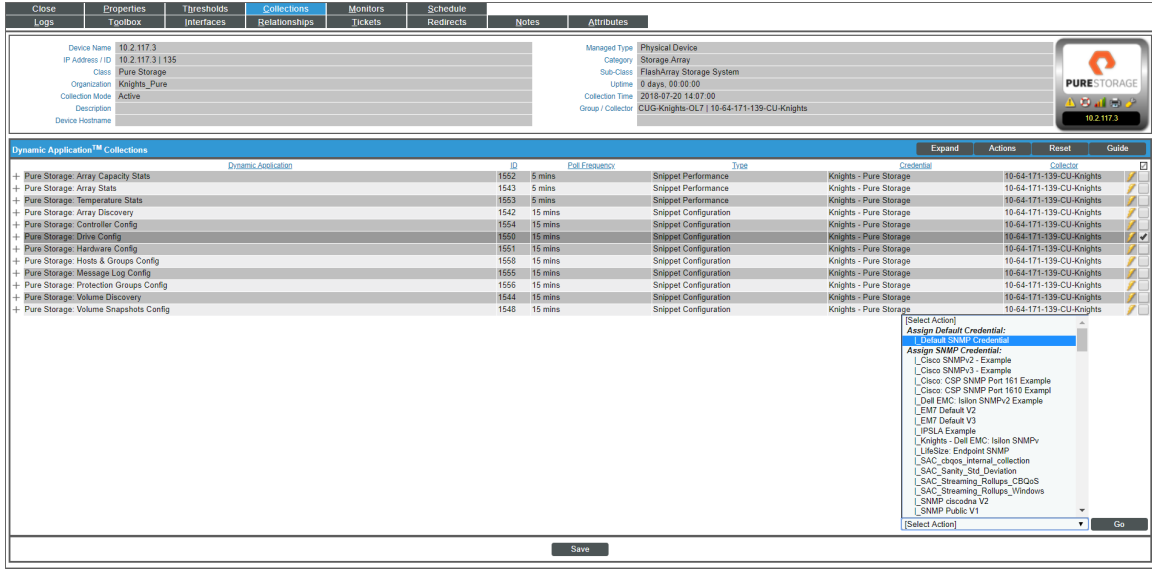 Close Properties Thresholds Collections Monitors Schedule
Logs Toolbox Interfaces Relationships Tickets Redirects Notes Attributes
Device Name 10.2.117.3 Managed Type Physical Device
IP Address / ID 10.2.117.3 | 135 Category Storage.Array
Class Pure Storage Sub-Class FlashArray Storage System
Organization Knights_Pure Uptime 0 days, 00:00:00
Collection Mode Active Collection Time 2018-07-20 14:07:00
Description Group / Collector CUG-Knights-OL7 | 10-64-171-139-CU-Knights
Device Hostname
PURESTORAGE
10.2.117.3
Dynamic Application™ Collections Expand Actions Reset Guide
Dynamic Application ID Poll Frequency Type Credential Collector
+ Pure Storage: Array Capacity Stats 1552 5 mins Snippet Performance Knights - Pure Storage 10-64-171-139-CU-Knights
+ Pure Storage: Array Stats 1543 5 mins Snippet Performance Knights - Pure Storage 10-64-171-139-CU-Knights
+ Pure Storage: Temperature Stats 1553 5 mins Snippet Performance Knights - Pure Storage 10-64-171-139-CU-Knights
+ Pure Storage: Array Discovery 1542 15 mins Snippet Configuration Knights - Pure Storage 10-64-171-139-CU-Knights
+ Pure Storage: Controller Config 1554 15 mins Snippet Configuration Knights - Pure Storage 10-64-171-139-CU-Knights
+ Pure Storage: Drive Config 1550 15 mins Snippet Configuration Knights - Pure Storage 10-64-171-139-CU-Knights
+ Pure Storage: Hardware Config 1551 15 mins Snippet Configuration Knights - Pure Storage 10-64-171-139-CU-Knights
+ Pure Storage: Hosts & Groups Config 1558 15 mins Snippet Configuration Knights - Pure Storage 10-64-171-139-CU-Knights
+ Pure Storage: Message Log Config 1555 15 mins Snippet Configuration Knights - Pure Storage 10-64-171-139-CU-Knights
+ Pure Storage: Protection Groups Config 1556 15 mins Snippet Configuration Knights - Pure Storage 10-64-171-139-CU-Knights
+ Pure Storage: Volume Discovery 1544 15 mins Snippet Configuration Knights - Pure Storage 10-64-171-139-CU-Knights
+ Pure Storage: Volume Snapshots Config 1548 15 mins Snippet Configuration Knights - Pure Storage 10-64-171-139-CU-Knights
[Select Action]
Assign Default Credential:
|_Default SNMP Credential
Assign SNMP Credential:
|_Cisco SNMPv2 - Example
|_Cisco SNMPv3 - Example
|_Cisco: CSP SNMP Port 161 Example
|_Cisco: CSP SNMP Port 1610 Exampl
|_Dell EMC: Isilon SNMPv2 Example
|_EM7 Default V2
|_EM7 Default V3
|_IPSLA Example
|_Knights - Dell EMC: Isilon SNMPv
|_LifeSize: Endpoint SNMP
|_SAC_cbqos_internal_collection
|_SAC_Sanity_Std_Deviation
|_SAC_Streaming_Rollups_CBQoS
|_SAC_Streaming_Rollups_Windows
|_SNMP ciscodna V2
|_SNMP Public V1
[Select Action] Go
Save